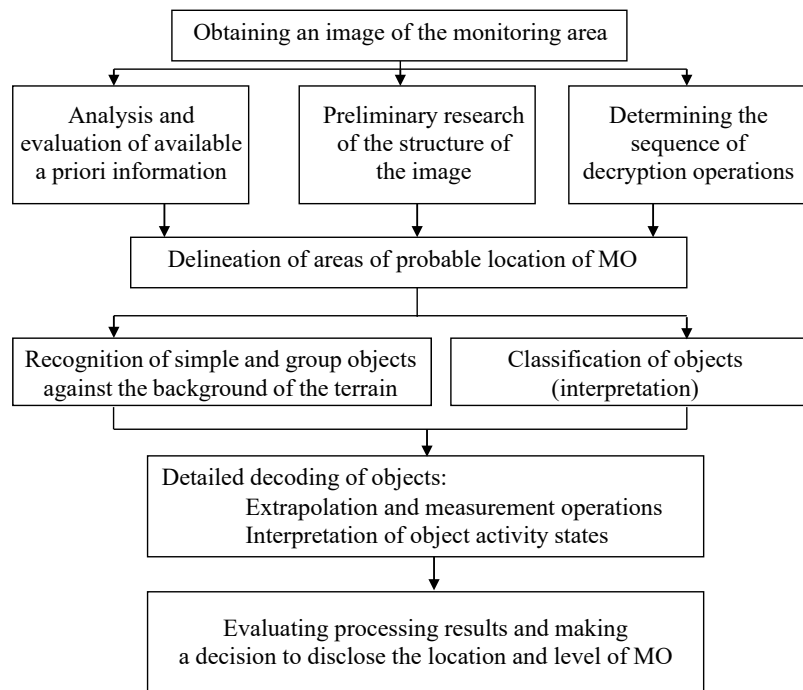 Obtaining an image of the monitoring area
Analysis and
evaluation of available
a priori information
Preliminary research
of the structure of
the image
Determining the
sequence of
decryption operations
Delineation of areas of probable location of MO
Recognition of simple and group objects
against the background of the terrain
Classification of objects
(interpretation)
Detailed decoding of objects:
Extrapolation and measurement operations
Interpretation of object activity states
Evaluating processing results and making
a decision to disclose the location and level of MO